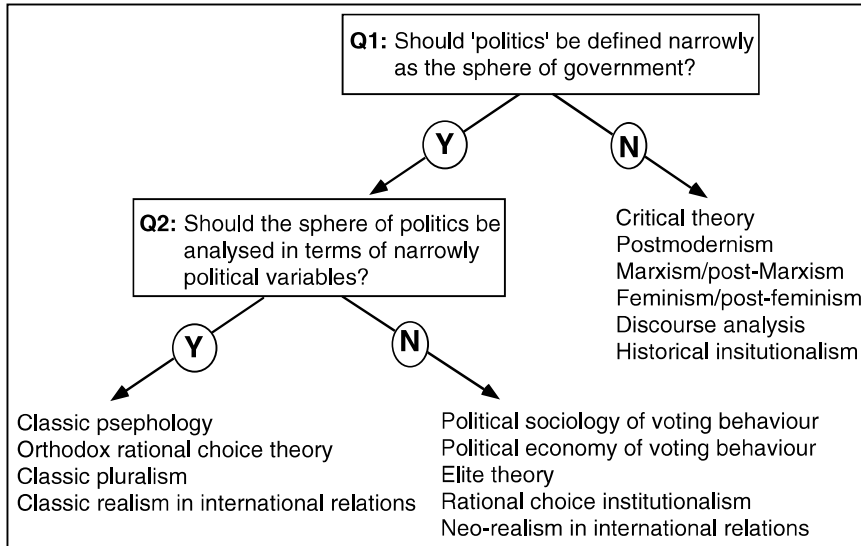 Q1: Should 'politics' be defined narrowly
as the sphere of government?
Y
N
Q2: Should the sphere of politics be
analysed in terms of narrowly
political variables?
Critical theory
Postmodernism
Marxism/post-Marxism
Feminism/post-feminism
Discourse analysis
Historical insitutionalism
Y
N
Classic psephology
Orthodox rational choice theory
Classic pluralism
Classic realism in international relations
Political sociology of voting behaviour
Political economy of voting behaviour
Elite theory
Rational choice institutionalism
Neo-realism in international relations